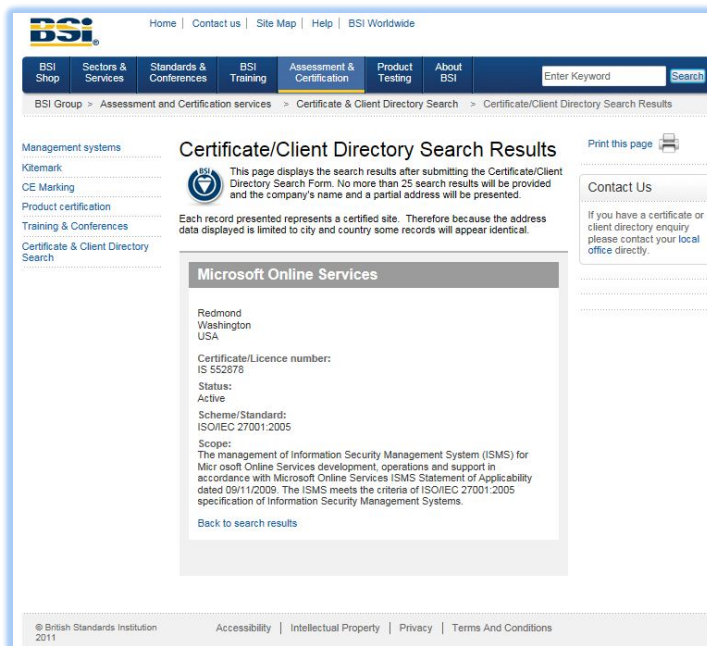 BSi
Home | Contact us | Site Map | Help | BSI Worldwide
BSI Shop
Sectors & Services
Standards & Conferences
BSI Training
Assessment & Certification
Product Testing
About BSI
Enter Keyword
Search
BSI Group > Assessment and Certification services > Certificate & Client Directory Search > Certificate/Client Directory Search Results
Management systems
Kitemark
CE Marking
Product certification
Training & Conferences
Certificate & Client Directory
Search
Certificate/Client Directory Search Results
BSI
This page displays the search results after submitting the Certificate/Client
Directory Search Form. No more than 25 search results will be provided
and the company's name and a partial address will be presented.
Each record presented represents a certified site. Therefore because the address
data displayed is limited to city and country some records will appear identical.
Microsoft Online Services
Redmond
Washington
USA
Certificate/Licence number:
IS 552878
Status:
Active
Scheme/Standard:
ISO/IEC 27001:2005
Scope:
The management of Information Security Management System (ISMS) for
Micr osoft Online Services development, operations and support in
accordance with Microsoft Online Services ISMS Statement of Applicability
dated 09/11/2009. The ISMS meets the criteria of ISO/IEC 27001:2005
specification of Information Security Management Systems.
Back to search results
Print this page
Contact Us
If you have a certificate or
client directory enquiry
please contact your local
office directly.
© British Standards Institution
2011
Accessibility | Intellectual Property | Privacy | Terms And Conditions